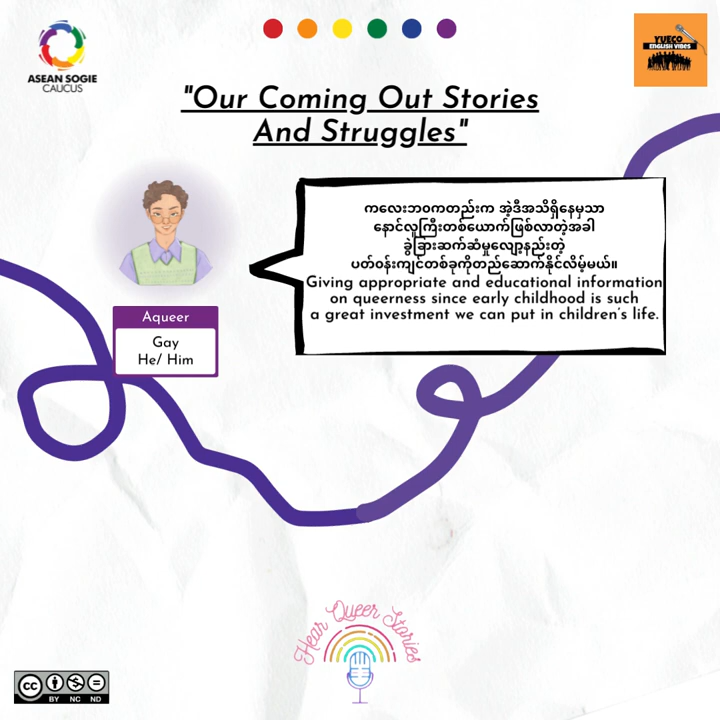 ASEAN SOGIE
CAUCUS
YUECO
ENGLISH VIBES
"Our Coming Out Stories
And Struggles"
ကလေးဘဝကတည်းက အဲ့ဒီအသိရှိနေမှသာ
နောင်လူကြီးတစ်ယောက်ဖြစ်လာတဲ့အခါ
ခွဲခြားဆက်ဆံမှုလျော့နည်းတဲ့
ပတ်ဝန်းကျင်တစ်ခုကိုတည်ဆောက်နိုင်လိမ့်မယ်။
Giving appropriate and educational information
on queerness since early childhood is such
a great investment we can put in children's life.
Aqueer
Gay
He/ Him
Hear Queer Stories
cc
BY NC ND